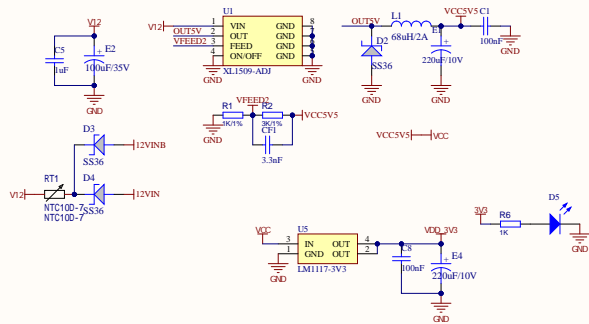 V12
C5
1uF
E2
100uF/35V
GND
V12
OUT5V
VFEED2
U1
1 VIN GND 8
2 OUT GND
3 FEED GND
4 ON/OFF GND
XL1509-ADJ
GND
GND
OUT5V
L1
68uH/2A
VCC5V5
C1
100nF
GND
D2
SS36
E1
220uF/10V
GND
GND
R1
1K/1%
VFEED2
R2
3K/1%
VCC5V5
GND
CF1
3.3nF
VCC5V5
VCC
D3
12VINB
SS36
RT1
V12
NTC10D-7
NTC10D-7
D4
12VIN
SS36
VCC
U5
3 IN OUT 4
1 GND OUT 2
LM1117-3V3
GND
VDD_3V3
C8
100nF
E4
220uF/10V
GND
3V3
R6
1K
D5
GND